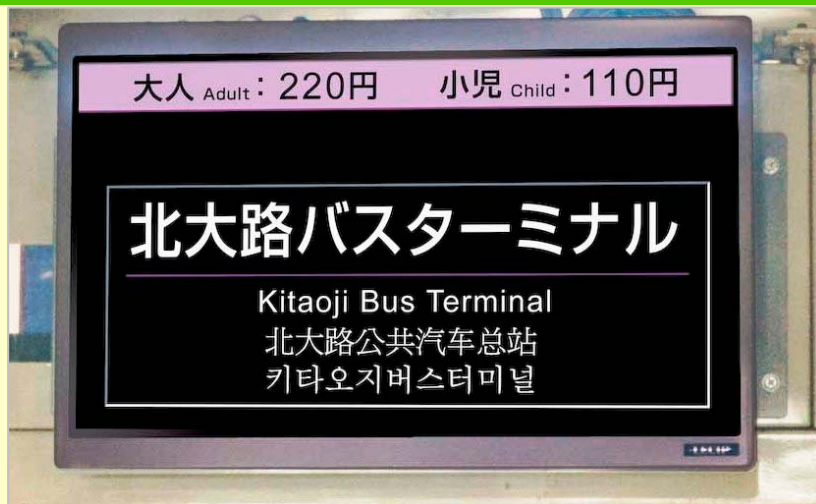 大人 Adult：220円 小児 Child：110円
北大路バスターミナル
Kitaoji Bus Terminal
北大路公共汽车总站
키타오지버스터미널